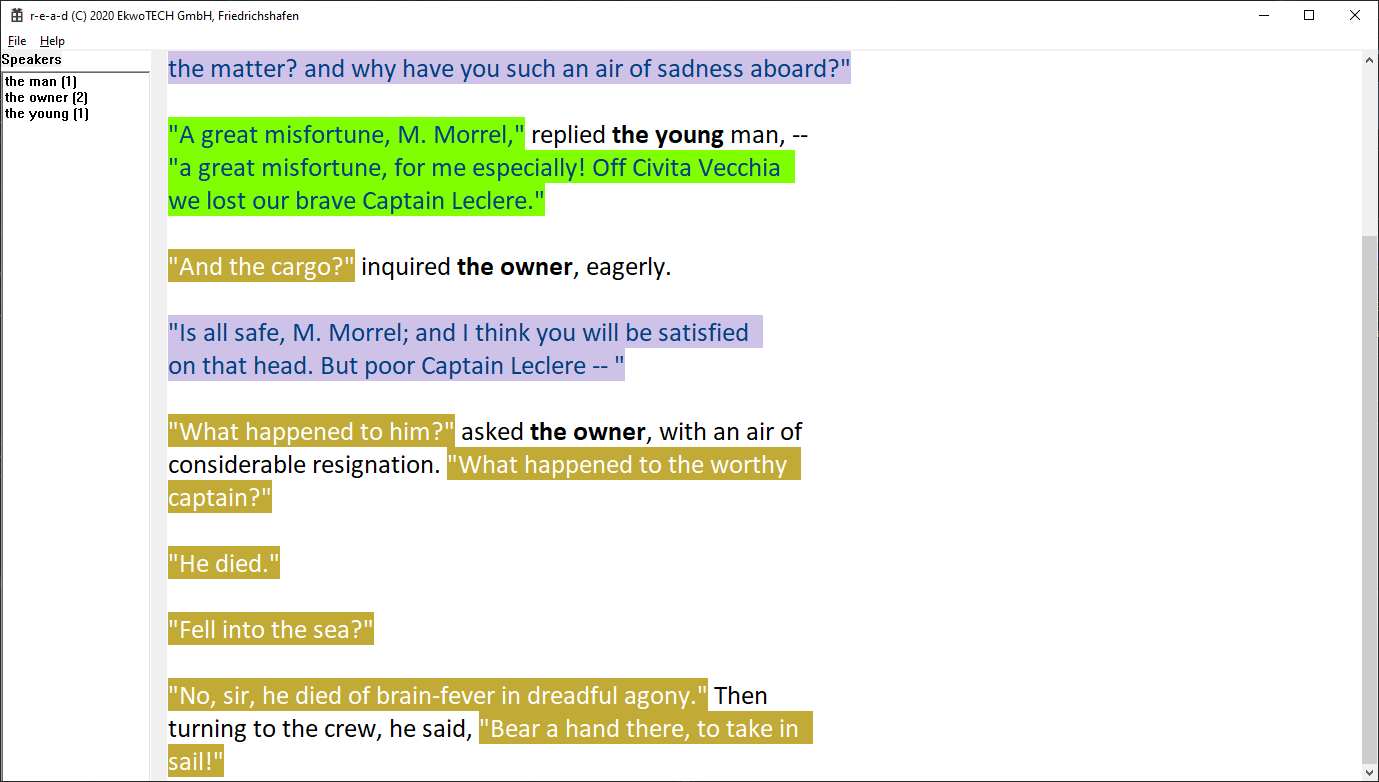 r-e-a-d (C) 2020 EkwoTECH GmbH, Friedrichshafen
File Help
Speakers
the man (1)
the owner (2)
the young (1)
the matter? and why have you such an air of sadness aboard?"
"A great misfortune, M. Morrel," replied the young man, --
"a great misfortune, for me especially! Off Civita Vecchia
we lost our brave Captain Leclere."
"And the cargo?" inquired the owner, eagerly.
"Is all safe, M. Morrel; and I think you will be satisfied
on that head. But poor Captain Leclere -- "
"What happened to him?" asked the owner, with an air of
considerable resignation. "What happened to the worthy
captain?"
"He died."
"Fell into the sea?"
"No, sir, he died of brain-fever in dreadful agony." Then
turning to the crew, he said, "Bear a hand there, to take in
sail!"